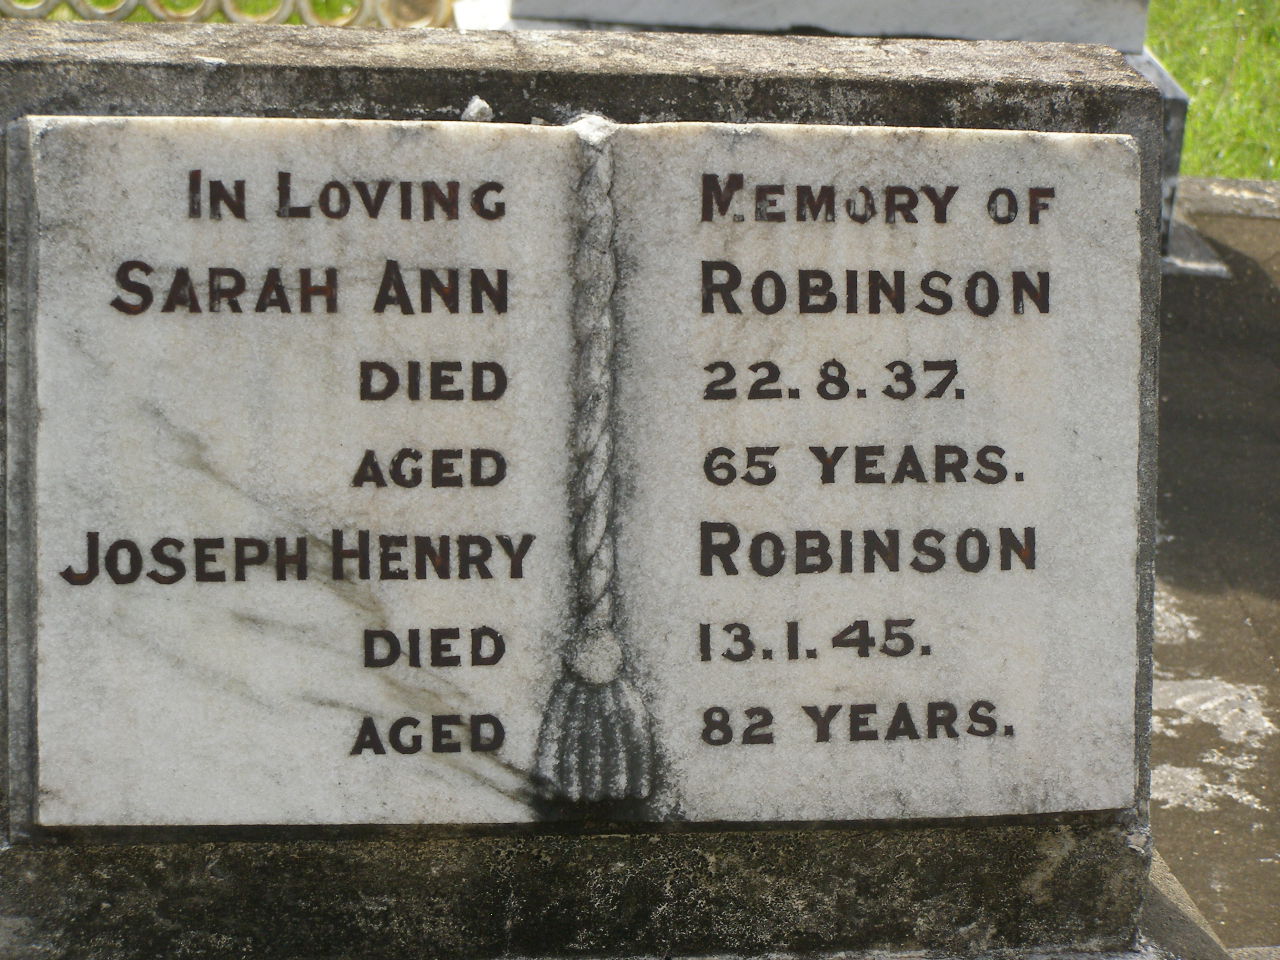 IN LOVING MEMORY OF
SARAH ANN ROBINSON
DIED 22.8.37.
AGED 65 YEARS.
JOSEPH HENRY ROBINSON
DIED 13.1.45.
AGED 82 YEARS.